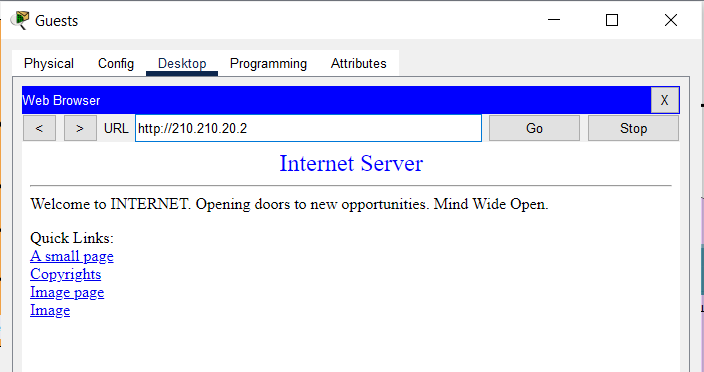 Guests
Physical Config Desktop Programming Attributes
Web Browser X
< > URL http://210.210.20.2 Go Stop
Internet Server
Welcome to INTERNET. Opening doors to new opportunities. Mind Wide Open.
Quick Links:
A small page
Copyrights
Image page
Image